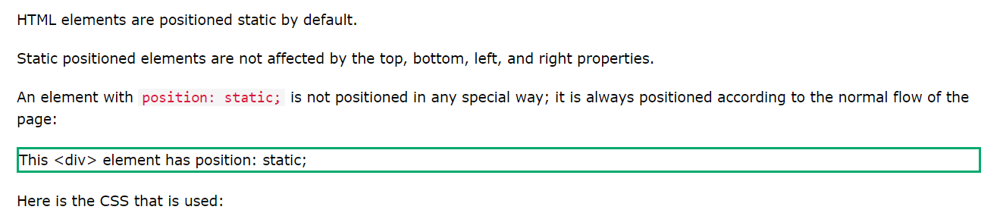 HTML elements are positioned static by default.
Static positioned elements are not affected by the top, bottom, left, and right properties.
An element with position: static; is not positioned in any special way; it is always positioned according to the normal flow of the
page:
This <div> element has position: static;
Here is the CSS that is used: